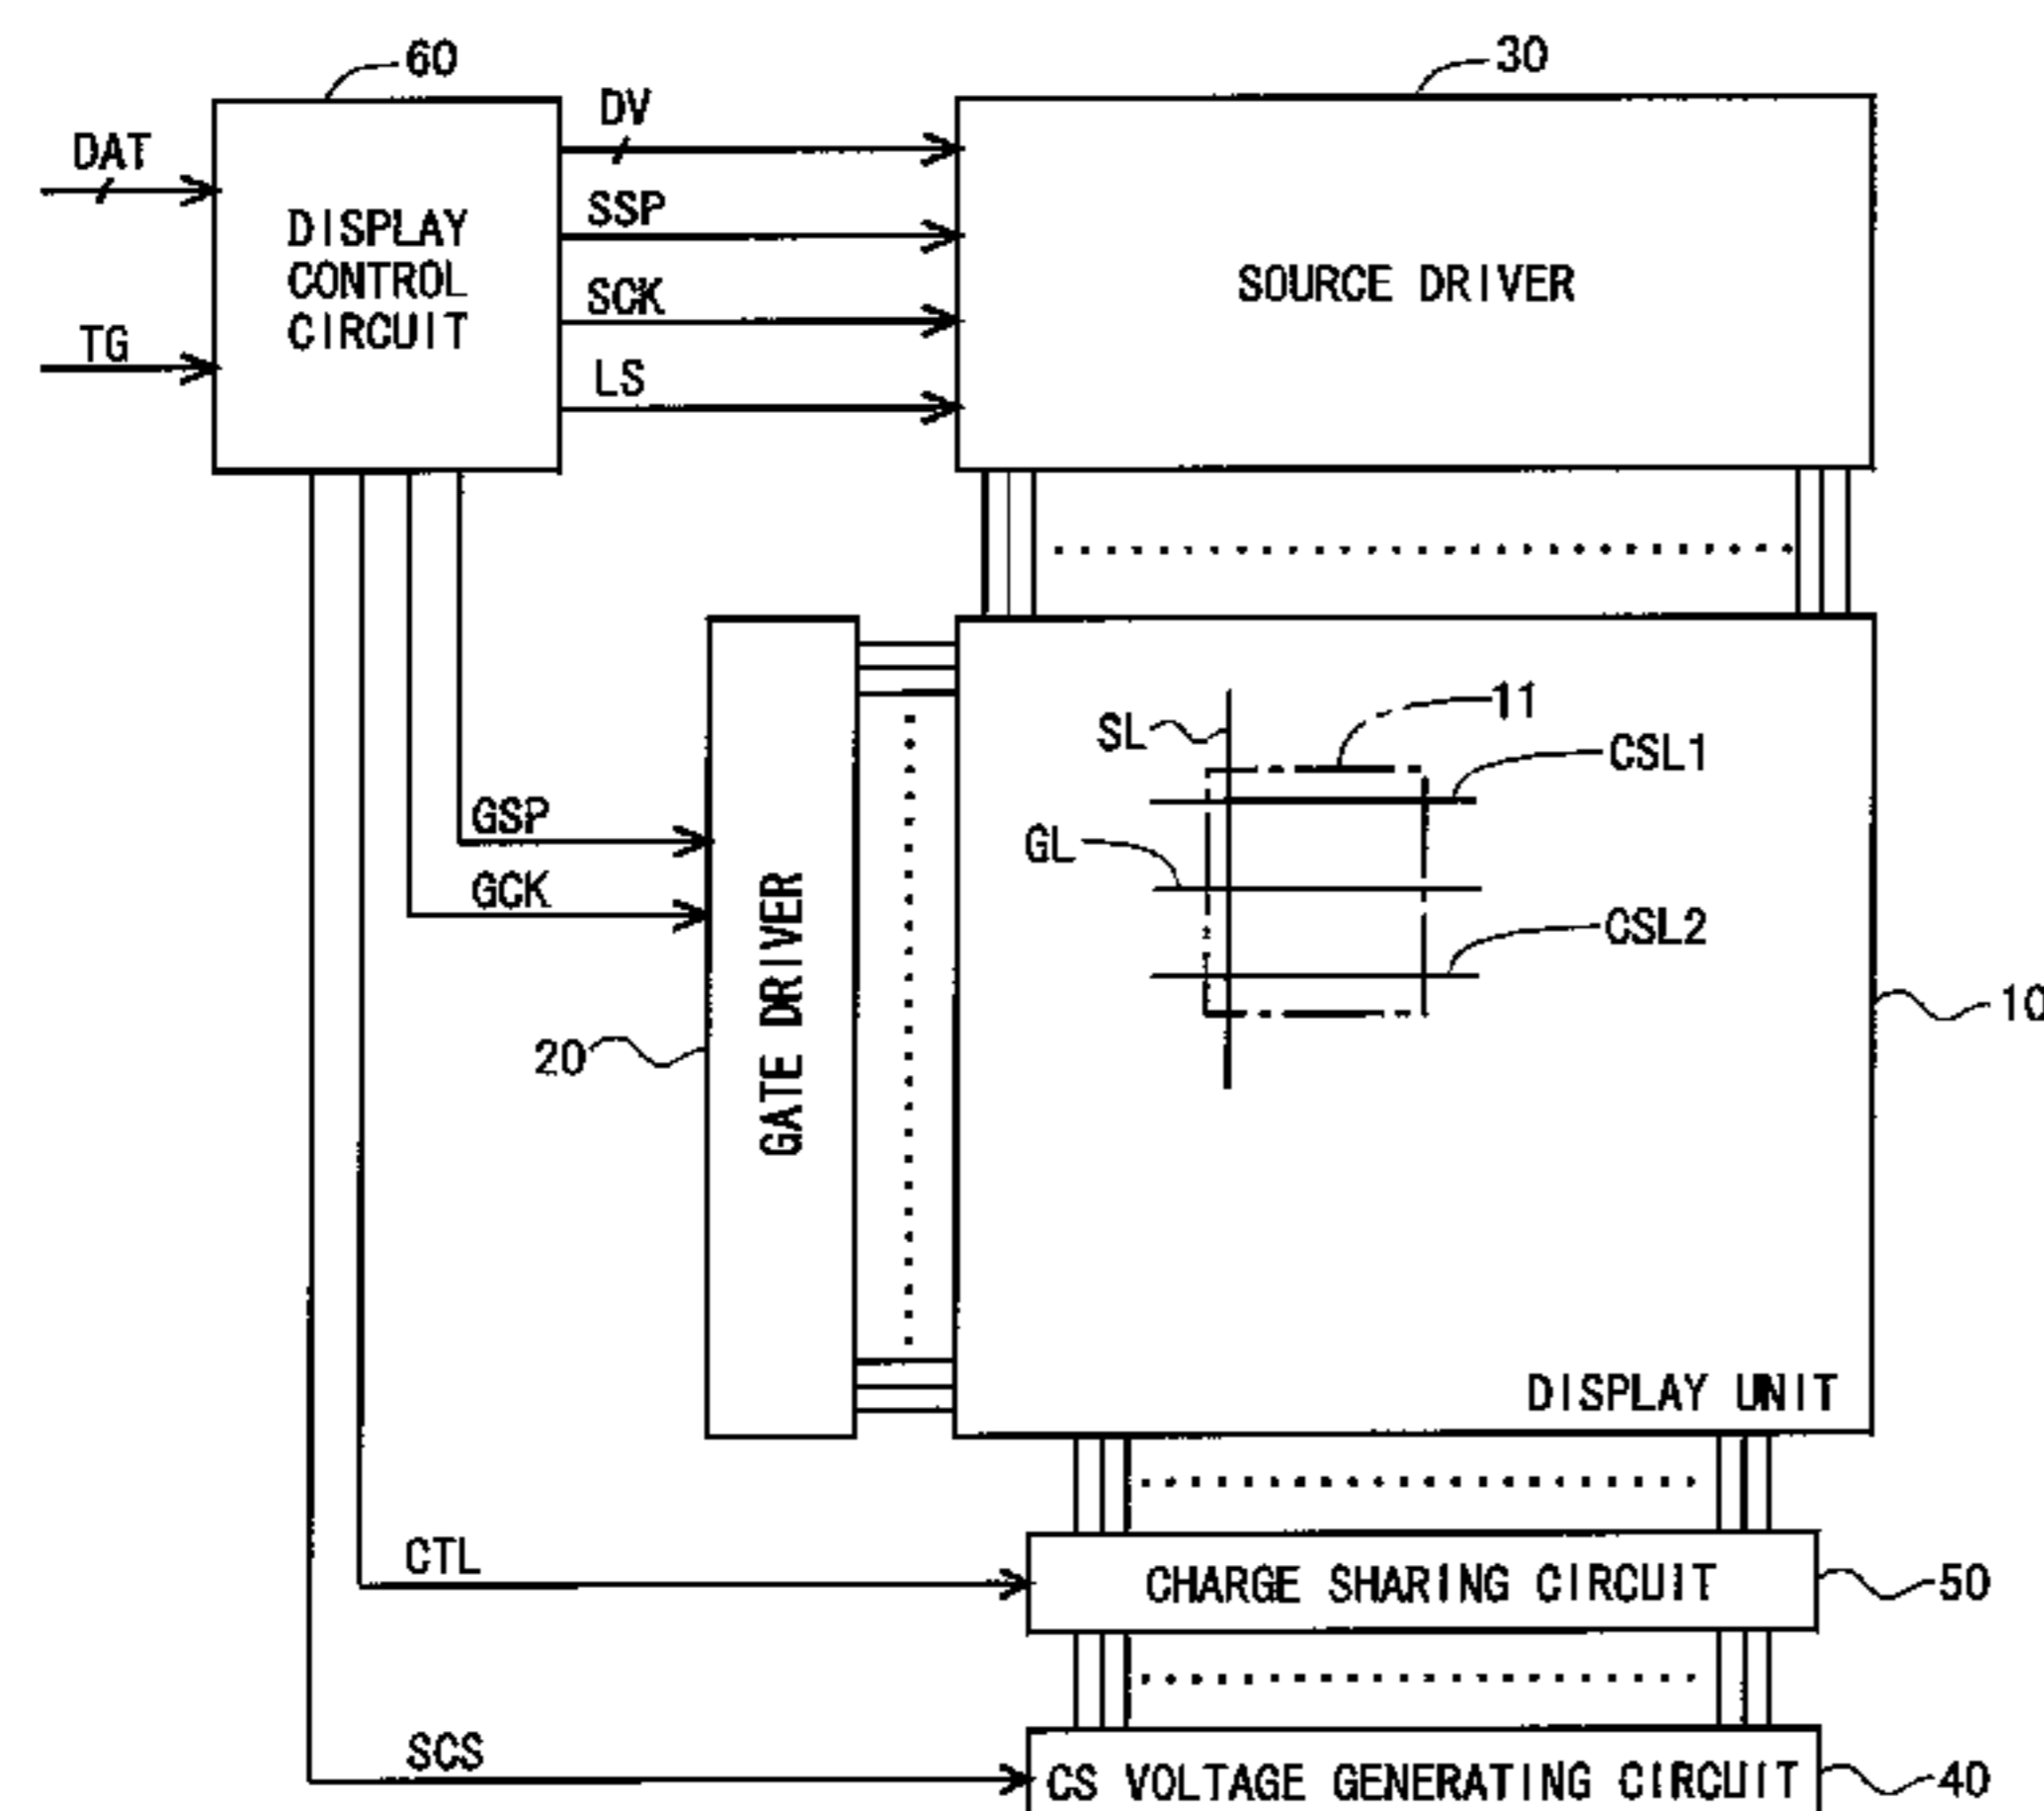 60
30
DAT
DV
SSP
DISPLAY
CONTROL
CIRCUIT
SCK
SOURCE DRIVER
TG
LS
11
SL
CSL1
GSP
GL
GCK
CSL2
GATE DRIVER
10
20
DISPLAY UNIT
CTL
CHARGE SHARING CIRCUIT
50
SCS
CS VOLTAGE GENERATING CIRCUIT
40